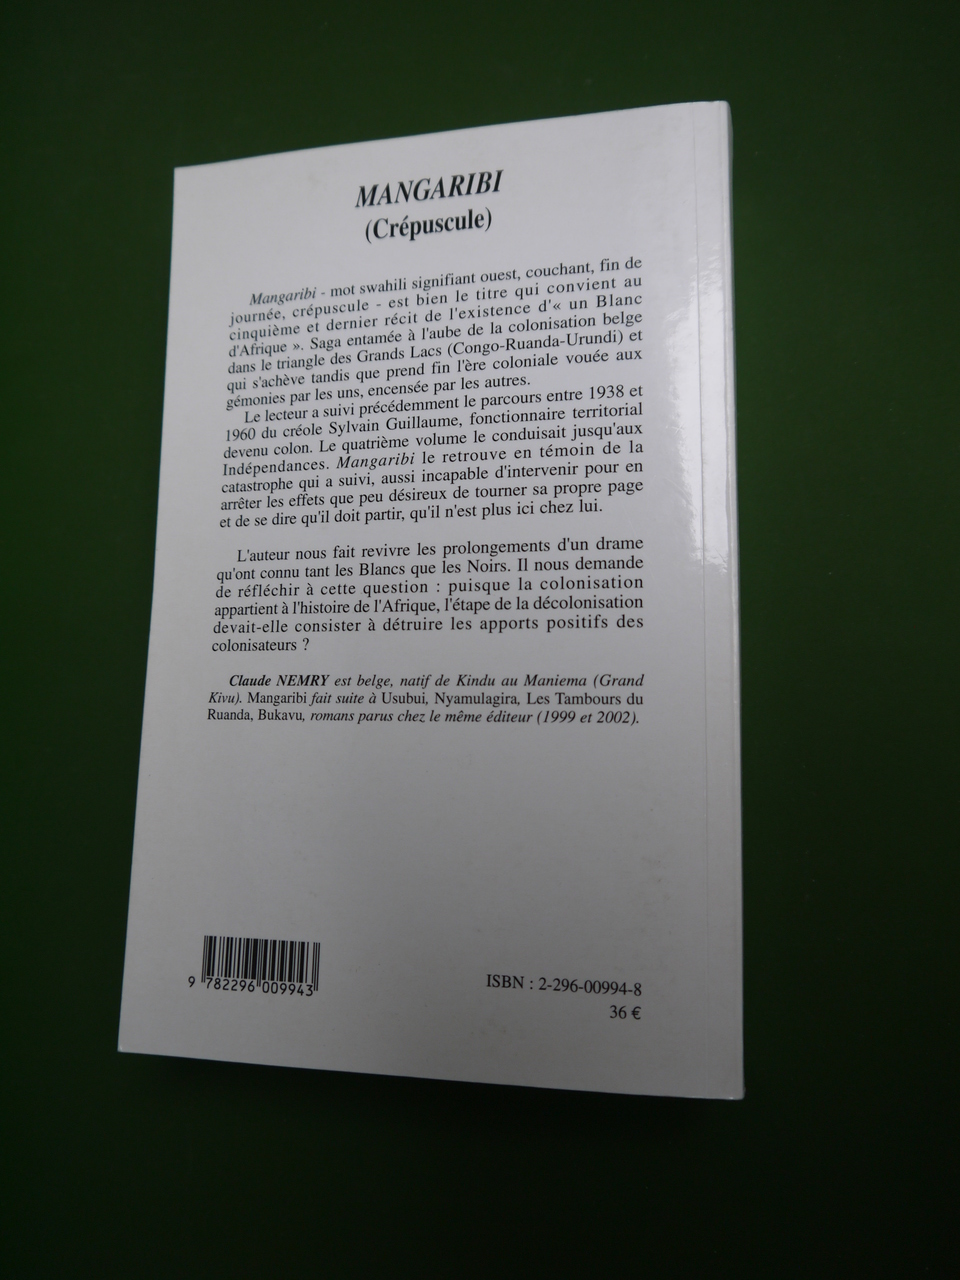 MANGARIBI
(Crépuscule)
Mangaribi - mot swahili signifiant ouest, couchant, fin de
journée, crépuscule - est bien le titre qui convient au
cinquième et dernier récit de l'existence d'« un Blanc
d'Afrique ». Saga entamée à l'aube de la colonisation belge
dans le triangle des Grands Lacs (Congo-Ruanda-Urundi) et
qui s'achève tandis que prend fin l'ère coloniale vouée aux
gémonies par les uns, encensée par les autres.
Le lecteur a suivi précédemment le parcours entre 1938 et
1960 du créole Sylvain Guillaume, fonctionnaire territorial
devenu colon. Le quatrième volume le conduisait jusqu'aux
Indépendances. Mangaribi le retrouve en témoin de la
catastrophe qui a suivi, aussi incapable d'intervenir pour en
arrêter les effets que peu désireux de tourner sa propre page
et de se dire qu'il doit partir, qu'il n'est plus ici chez lui.
L'auteur nous fait revivre les prolongements d'un drame
qu'ont connu tant les Blancs que les Noirs. Il nous demande
de réfléchir à cette question : puisque la colonisation
appartient à l'histoire de l'Afrique, l'étape de la décolonisation
devait-elle consister à détruire les apports positifs des
colonisateurs ?
Claude NEMRY est belge, natif de Kindu au Maniema (Grand
Kivu). Mangaribi fait suite à Usubui, Nyamulagira, Les Tambours du
Ruanda, Bukavu, romans parus chez le même éditeur (1999 et 2002).
9 782296 009943
ISBN : 2-296-00994-8
36 €